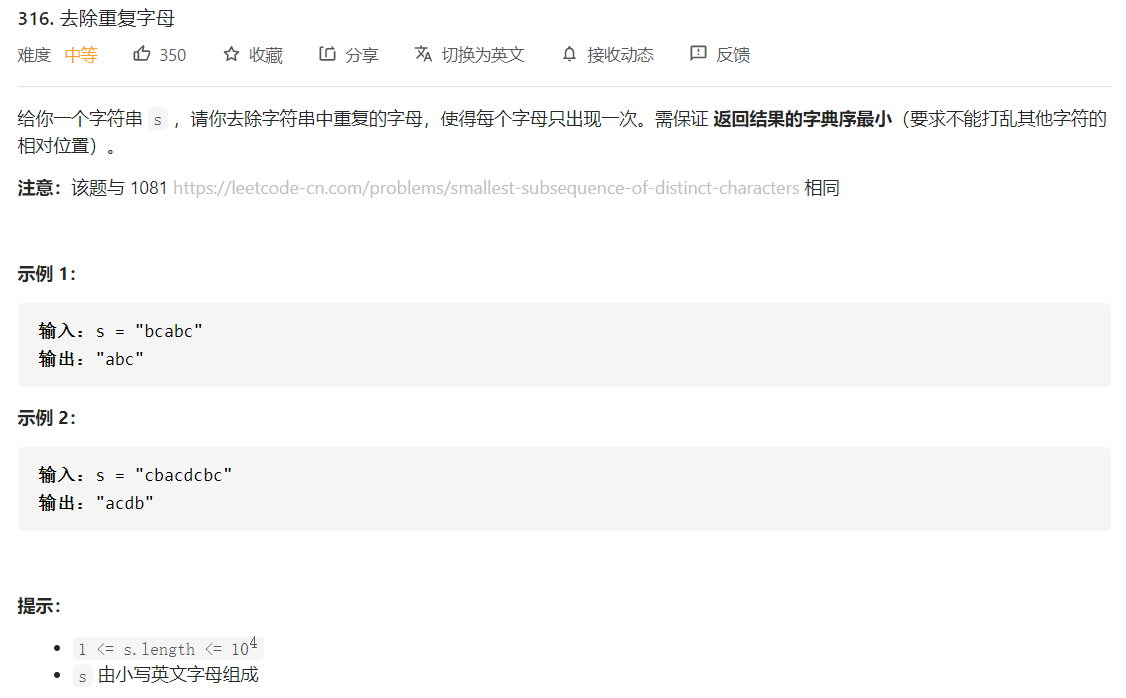 316. 去除重复字母
难度 中等 350 收藏 分享 切换为英文 接收动态 反馈
给你一个字符串 s ，请你去除字符串中重复的字母，使得每个字母只出现一次。需保证 返回结果的字典序最小（要求不能打乱其他字符的
相对位置）。
注意：该题与 1081 https://leetcode-cn.com/problems/smallest-subsequence-of-distinct-characters 相同
示例 1：
输入：s = "bcabc"
输出："abc"
示例 2：
输入：s = "cbacdcbc"
输出："acdb"
提示：
• 1 <= s.length <= 10⁴
• s 由小写英文字母组成